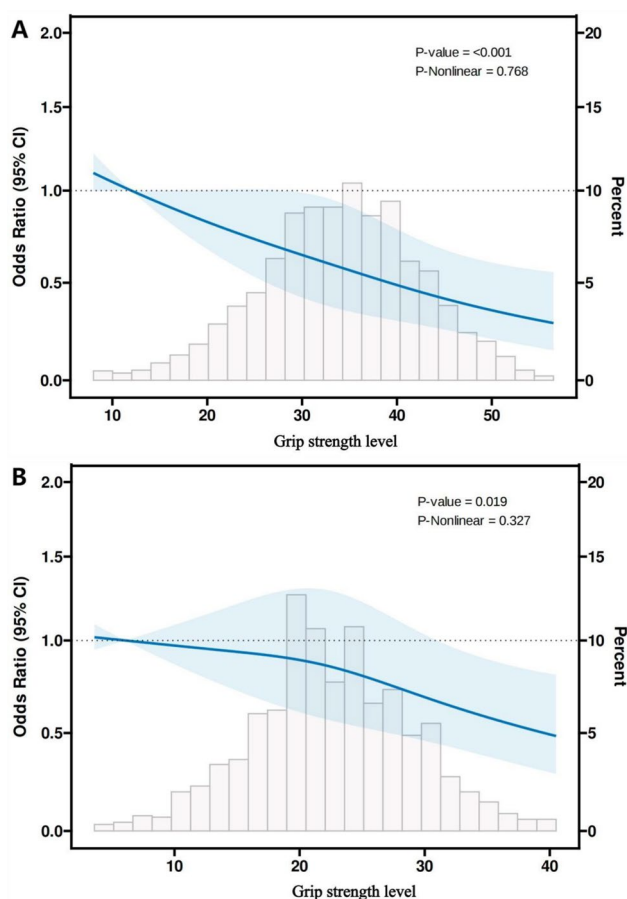 A
P-value = <0.001
P-Nonlinear = 0.768
Odds Ratio (95% CI)
2.0
1.5
1.0
0.5
0.0
20
15
10
5
0
Percent
10 20 30 40 50
Grip strength level
B
P-value = 0.019
P-Nonlinear = 0.327
Odds Ratio (95% CI)
2.0
1.5
1.0
0.5
0.0
20
15
10
5
0
Percent
10 20 30 40
Grip strength level